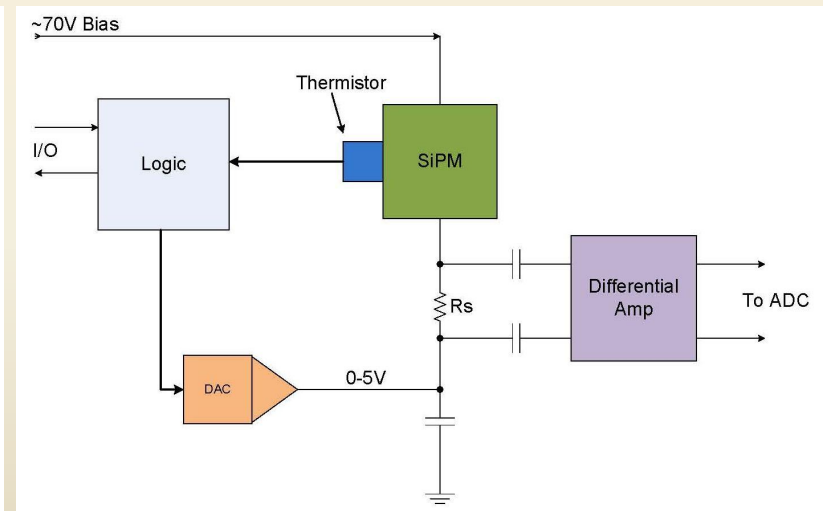 ~70V Bias
Thermistor
I/O
Logic
SiPM
Rs
Differential
Amp
To ADC
DAC
0-5V